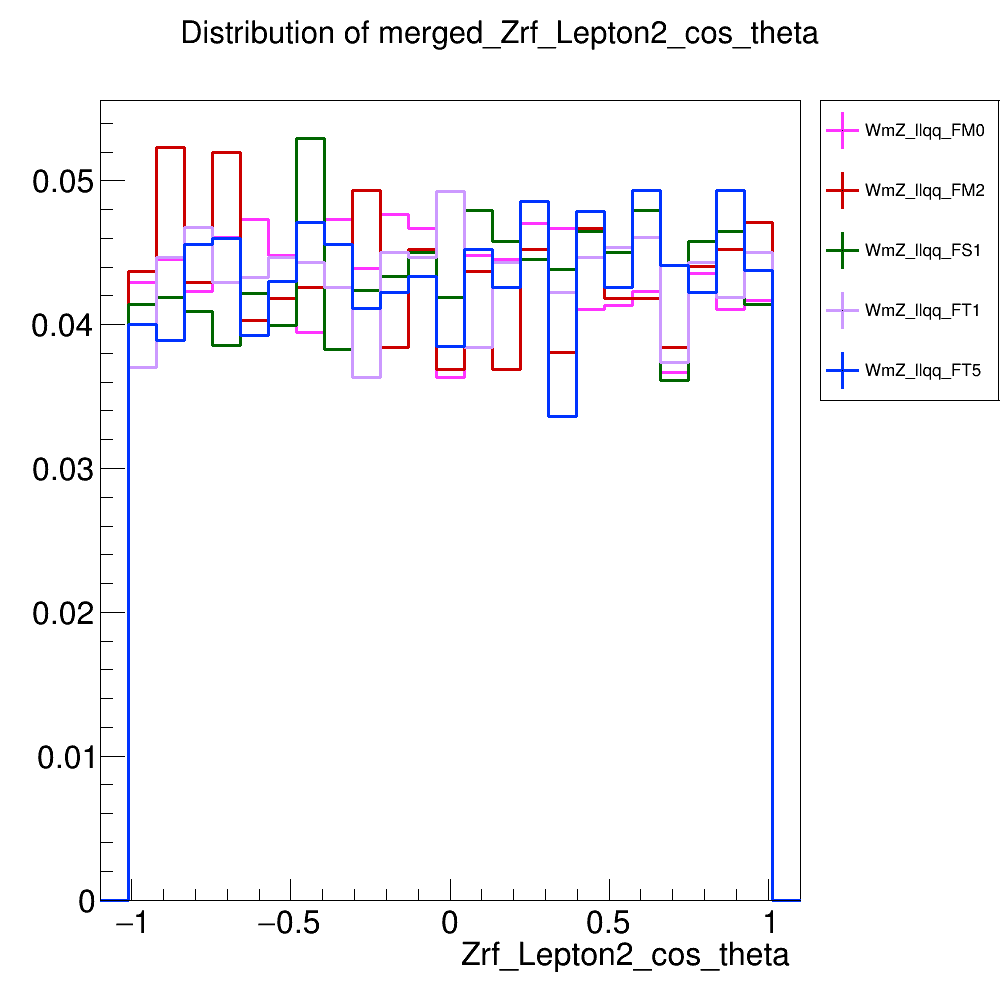 Distribution of merged_Zrf_Lepton2_cos_theta
WmZ_llqq_FM0
WmZ_llqq_FM2
WmZ_llqq_FS1
WmZ_llqq_FT1
WmZ_llqq_FT5
0.05
0.04
0.03
0.02
0.01
0
−1
−0.5
0
0.5
1
Zrf_Lepton2_cos_theta